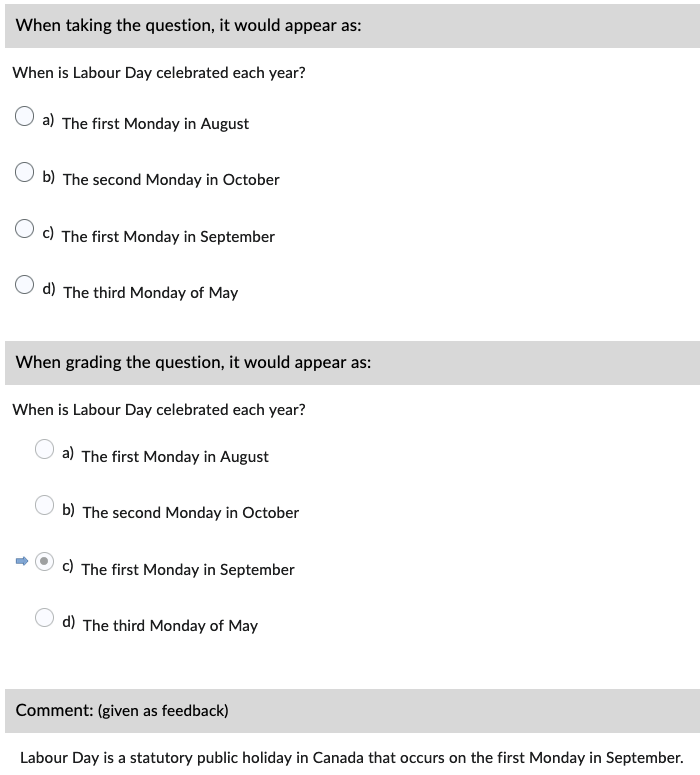 When taking the question, it would appear as:
When is Labour Day celebrated each year?
a) The first Monday in August
b) The second Monday in October
c) The first Monday in September
d) The third Monday of May
When grading the question, it would appear as:
When is Labour Day celebrated each year?
a) The first Monday in August
b) The second Monday in October
c) The first Monday in September
d) The third Monday of May
Comment: (given as feedback)
Labour Day is a statutory public holiday in Canada that occurs on the first Monday in September.